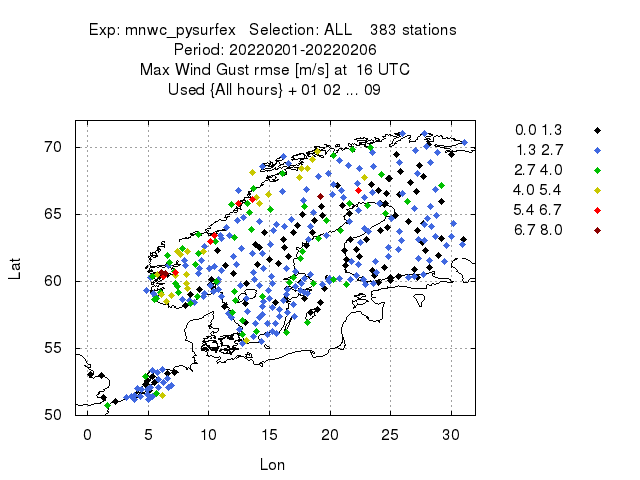 Exp: mnwc_pysurfex   Selection: ALL    383 stations
Period: 20220201-20220206
Max Wind Gust rmse [m/s] at  16 UTC
Used {All hours} + 01 02 ... 09
0.0 1.3
1.3 2.7
2.7 4.0
4.0 5.4
5.4 6.7
6.7 8.0
70
65
60
55
50
Lat
0 5 10 15 20 25 30
Lon